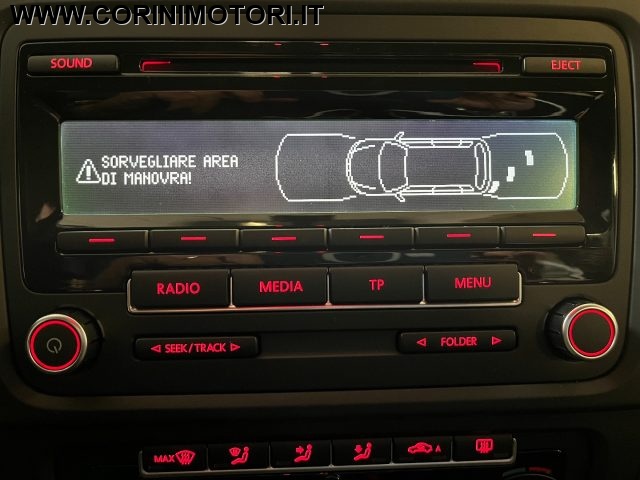 WWW.CORINIMOTORI.IT
SOUND
EJECT
SORVEGLIARE AREA
DI MANOVRA!
RADIO
MEDIA
TP
MENU
SEEK/TRACK
FOLDER
MAX
A